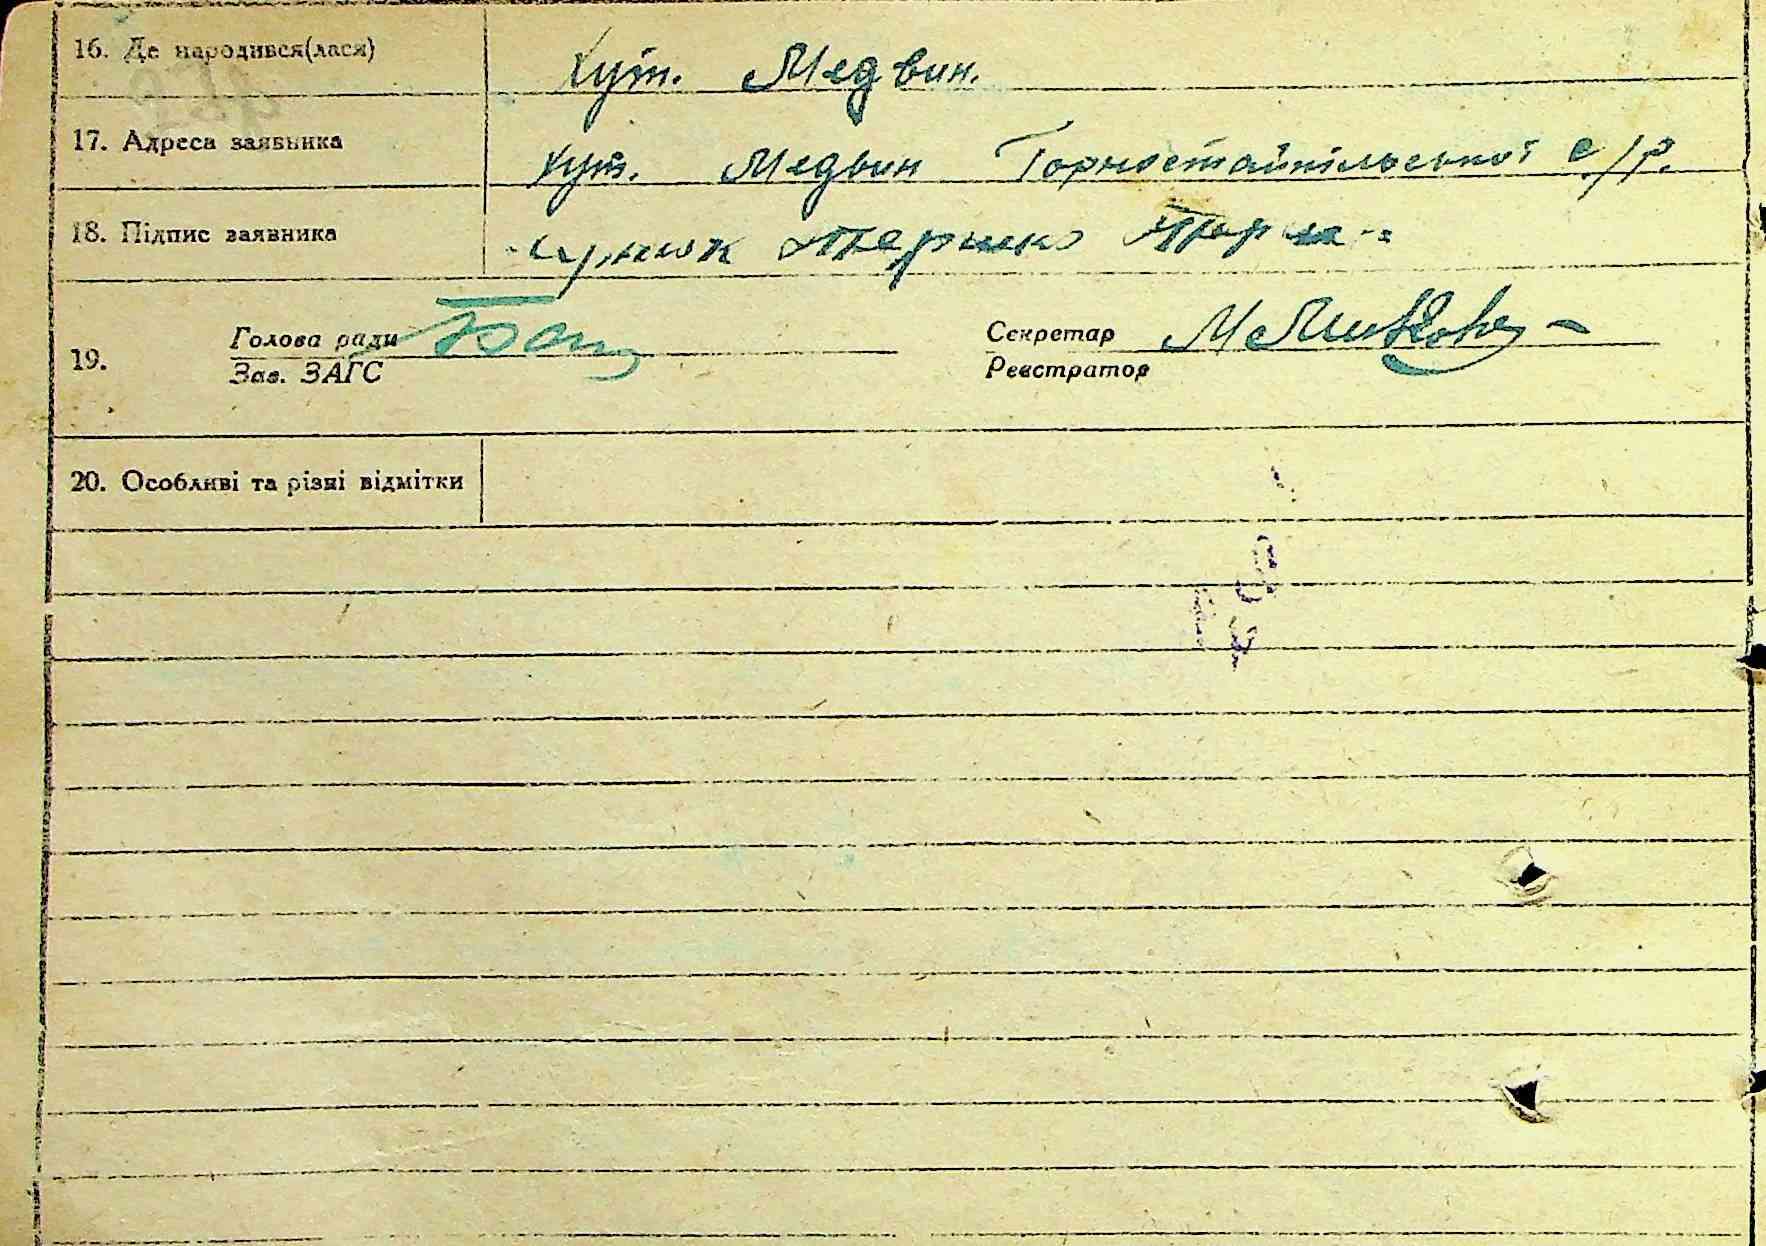 16. Де народився(лася) Хут. Медвин.
17. Адреса заявника Хут. Медвин Горностайпільської с/р.
18. Підпис заявника
19. Голова ради Секретар
Зав. ЗАГС Реєстратор
20. Особливі та різні відмітки